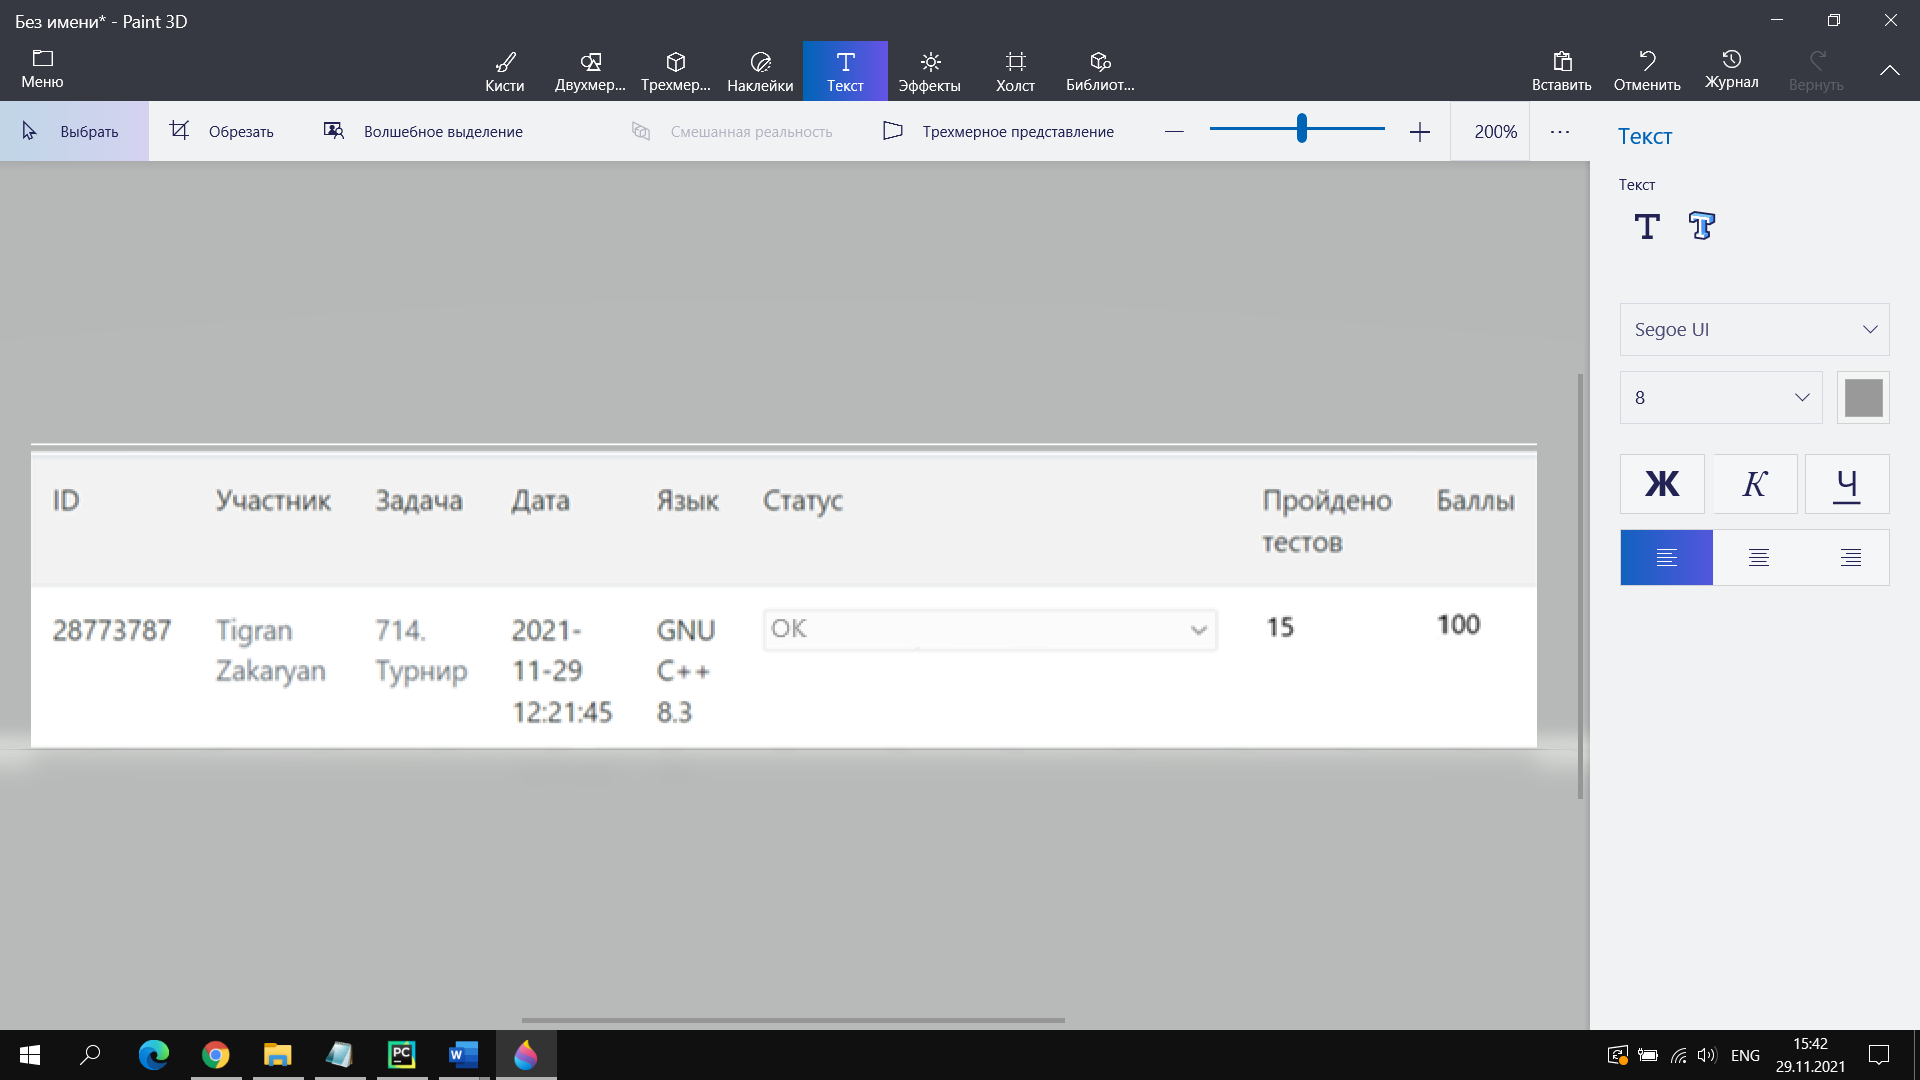 Без имени* - Paint 3D
Меню
Кисти
Двухмер...
Трехмер...
Наклейки
Текст
Эффекты
Холст
Библиот...
Вставить
Отменить
Журнал
Вернуть
Выбрать
Обрезать
Волшебное выделение
Смешанная реальность
Трехмерное представление
200%
Текст
Текст
Segoe UI
8
Ж К Ч
ID Участник Задача Дата Язык Статус Пройдено Баллы
тестов
28773787 Tigran 714. 2021- GNU OK 15 100
Zakaryan Турнир 11-29 C++
12:21:45 8.3
ENG
15:42
29.11.2021